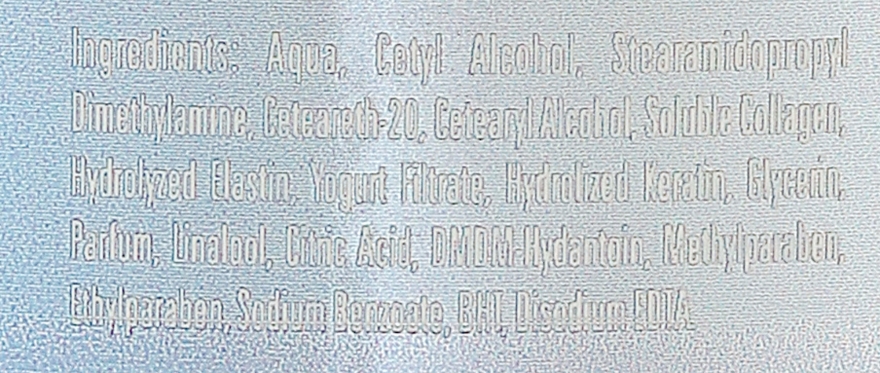 Ingredients: Aqua, Cetyl Alcohol, Stearamidopropyl
Dimethylamine, Ceteareth-20, Cetearyl Alcohol, Soluble Collagen,
Hydrolyzed Elastin, Yogurt Filtrate, Hydrolized Keratin, Glycerin,
Parfum, Linalool, Citric Acid, DMDM-Hydantoin, Methylparaben,
Ethylparaben, Sodium Benzoate, BHT, Disodium EDTA.